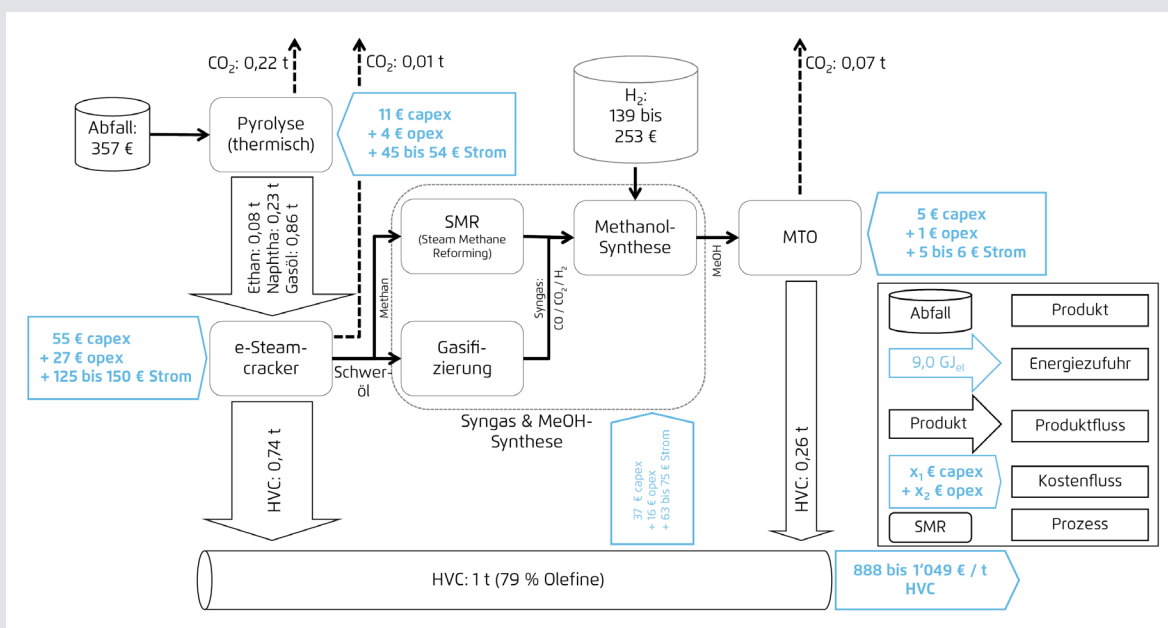 CO₂: 0,22 t
CO₂: 0,01 t
CO₂: 0,07 t
Abfall:
357 €
Pyrolyse
(thermisch)
11 € capex
+ 4 € opex
+ 45 bis 54 € Strom
H₂:
139 bis
253 €
Ethan: 0,08 t
Naphtha: 0,23 t
Gasöl: 0,86 t
SMR
(Steam Methane
Reforming)
Methanol-
Synthese
MeOH
MTO
5 € capex
+ 1 € opex
+ 5 bis 6 € Strom
Methan
Syngas:
CO / CO₂ / H₂
55 € capex
+ 27 € opex
+ 125 bis 150 € Strom
e-Steam-
cracker
Schwer-
öl
Gasifi-
zierung
Syngas & MeOH-
Synthese
37 € capex
+ 16 € opex
+ 63 bis 75 € Strom
HVC: 0,74 t
HVC: 0,26 t
HVC: 1 t (79 % Olefine)
888 bis 1’049 € / t
HVC
Abfall
Produkt
9,0 GJₑₗ
Energiezufuhr
Produkt
Produktfluss
x₁ € capex
+ x₂ € opex
Kostenfluss
SMR
Prozess